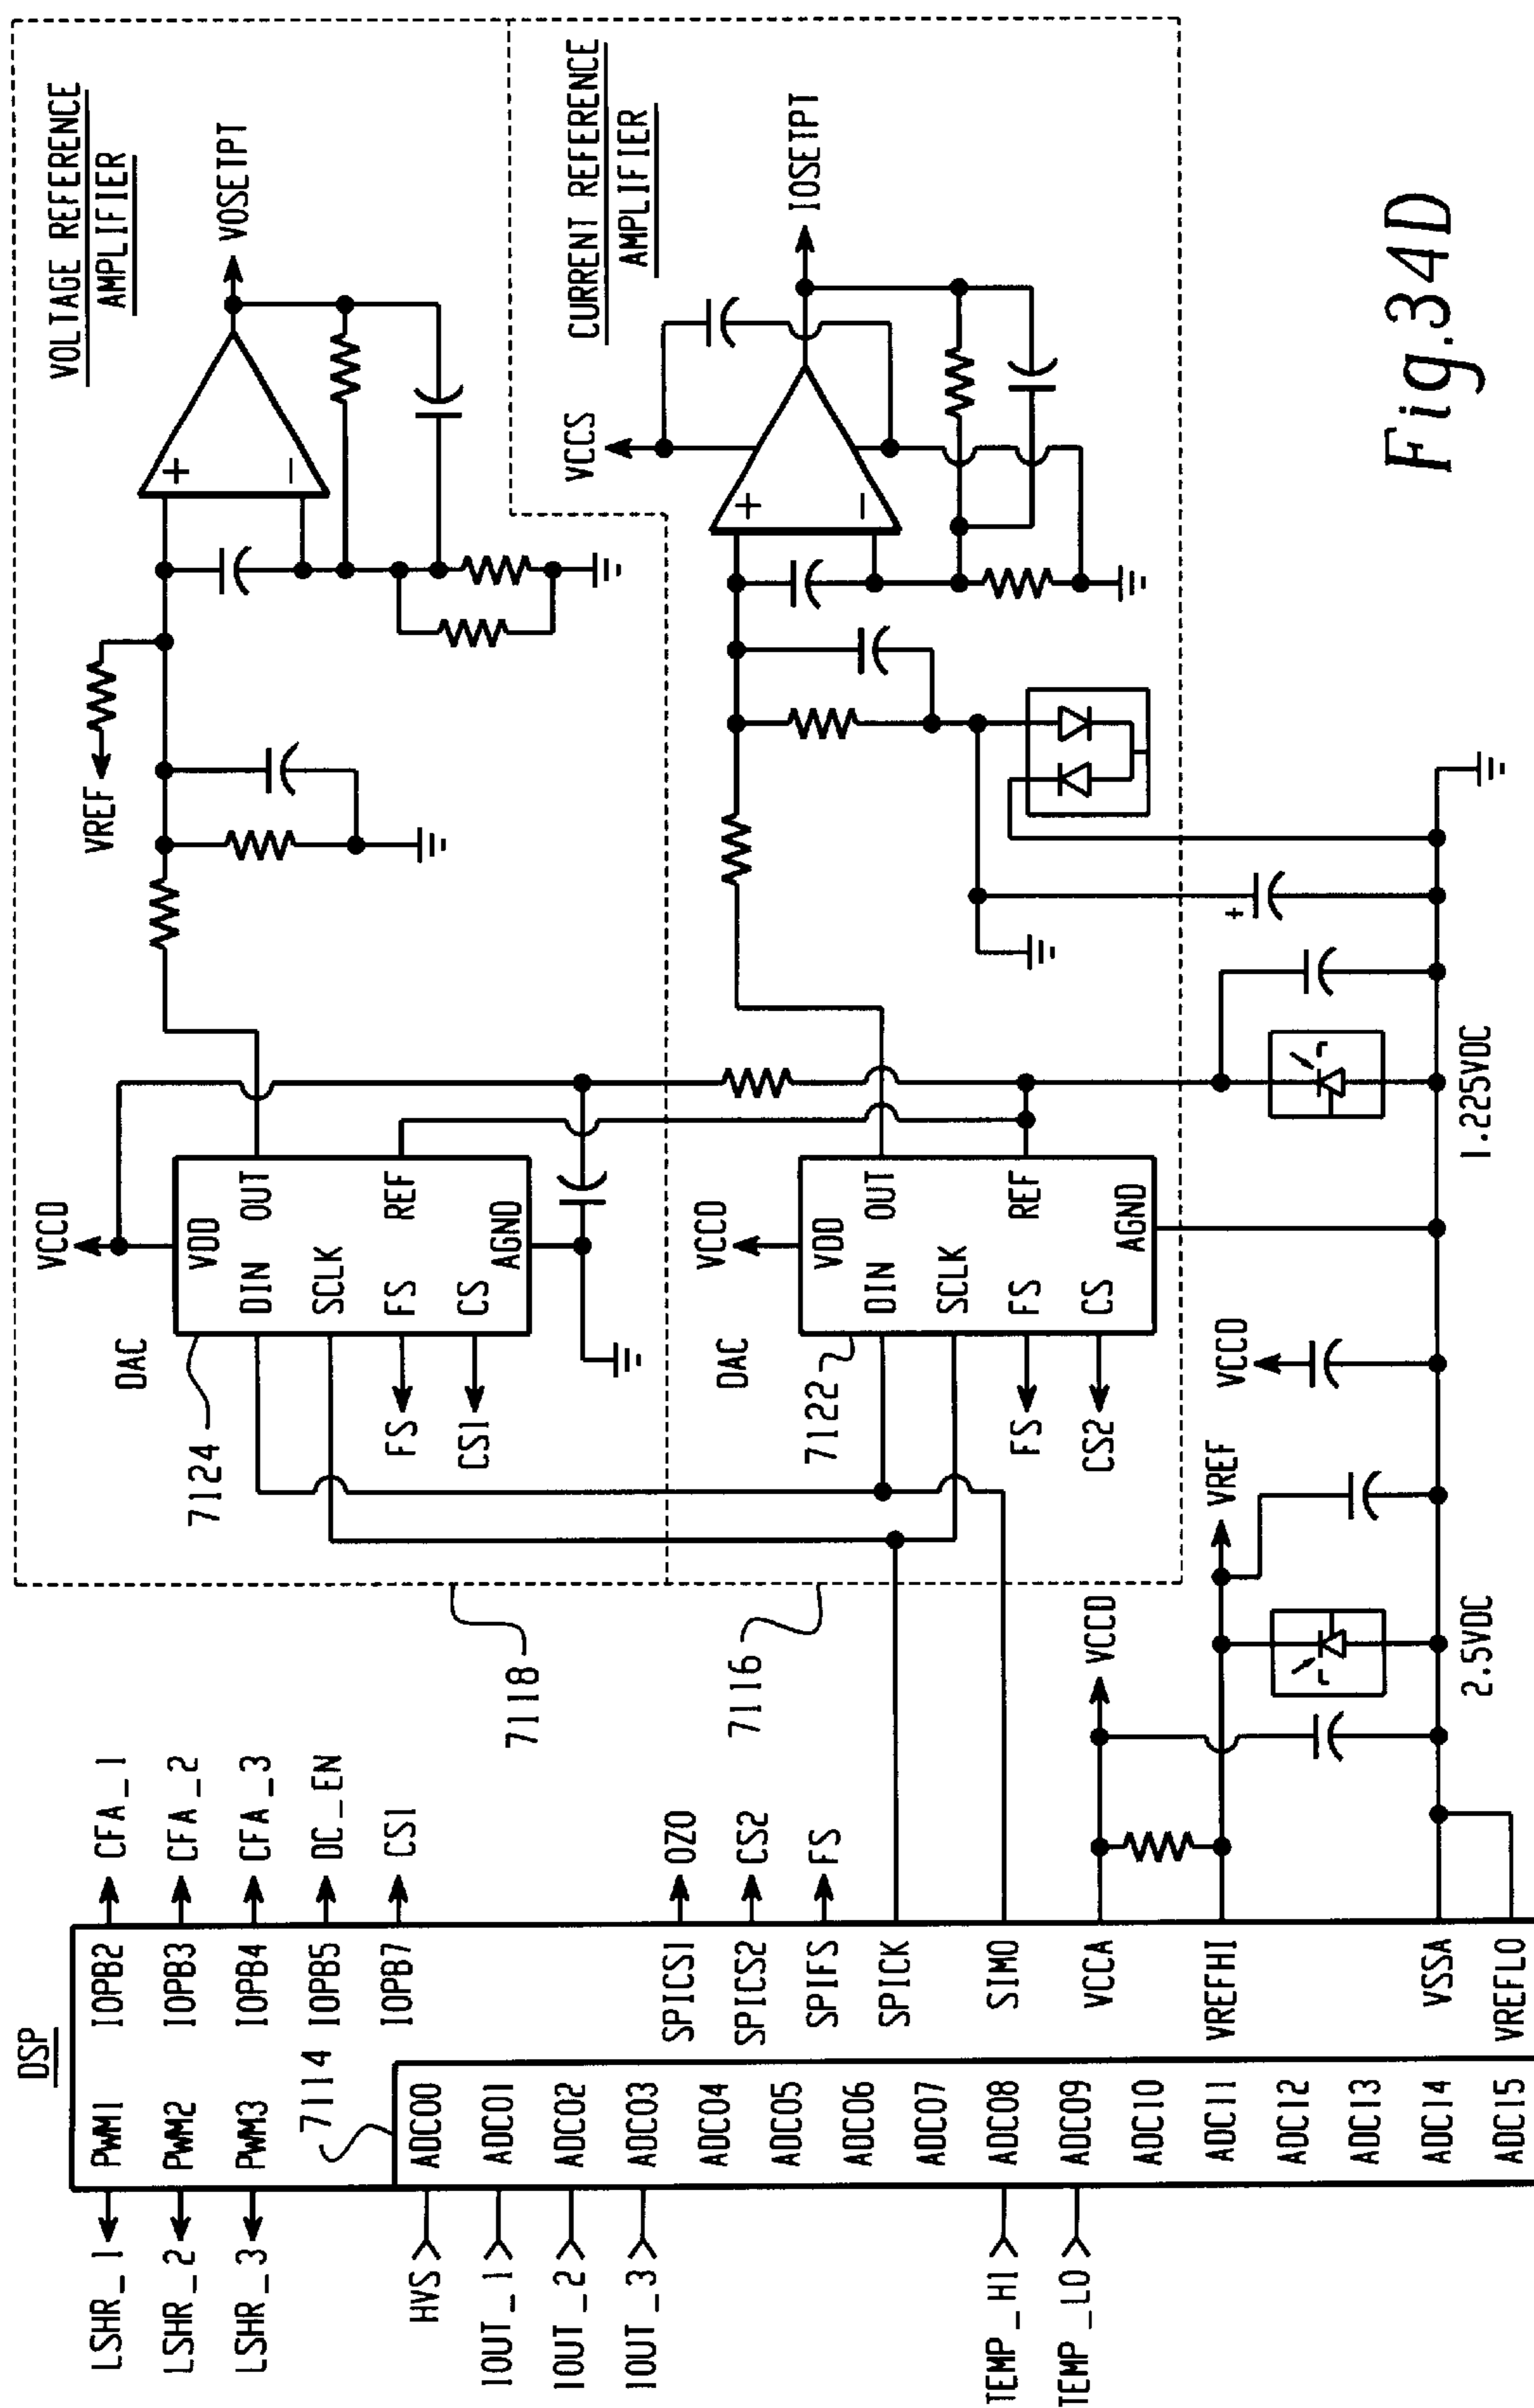 DSP
7114
LSHR_1
PWM1
IOPB2
CFA_1
LSHR_2
PWM2
IOPB3
CFA_2
LSHR_3
PWM3
IOPB4
CFA_3
IOPB5
DC_EN
IOPB7
CS1
HVS
ADC00
IOUT_1
ADC01
IOUT_2
ADC02
IOUT_3
ADC03
ADC04
SPICS1
OZO
ADC05
SPICS2
CS2
ADC06
SPIFS
FS
ADC07
SPICK
TEMP_HI
ADC08
SIMO
TEMP_LO
ADC09
VCCA
VCCD
ADC10
ADC11
VREFHI
VREF
ADC12
ADC13
ADC14
VSSA
ADC15
VREFLO
2.5VDC
VCCD
1.225VDC
7118
7116
7124
DAC
VCCD
VDD
DIN
OUT
SCLK
FS
REF
CS
AGND
FS
CS1
VREF
+
−
VOSETPT
VOLTAGE REFERENCE
AMPLIFIER
7122
DAC
VCCD
VDD
DIN
OUT
SCLK
FS
REF
CS
AGND
FS
CS2
+
VCCS
+
−
IOSETPT
CURRENT REFERENCE
AMPLIFIER
Fig.34D